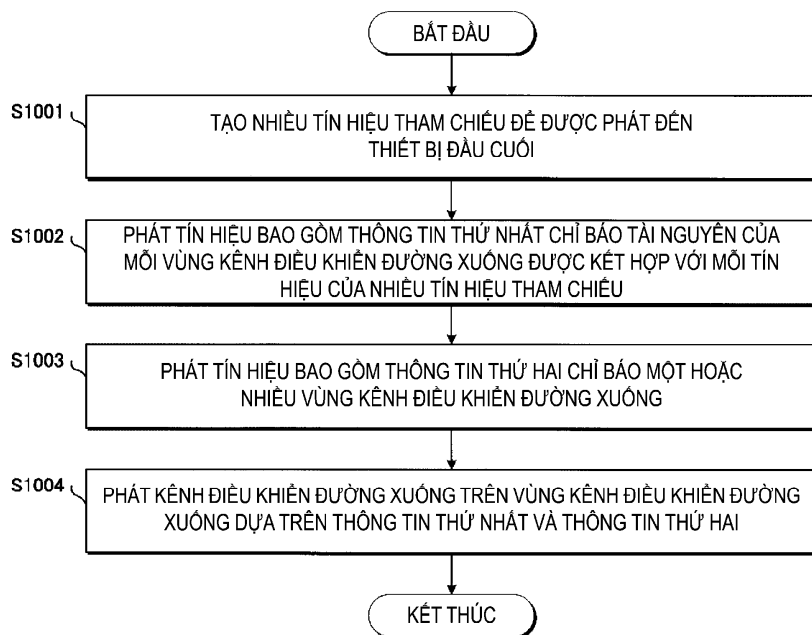 BẮT ĐẦU
S1001
TẠO NHIỀU TÍN HIỆU THAM CHIẾU ĐỂ ĐƯỢC PHÁT ĐẾN
THIẾT BỊ ĐẦU CUỐI
S1002
PHÁT TÍN HIỆU BAO GỒM THÔNG TIN THỨ NHẤT CHỈ BÁO TÀI NGUYÊN CỦA
MỖI VÙNG KÊNH ĐIỀU KHIỂN ĐƯỜNG XUỐNG ĐƯỢC KẾT HỢP VỚI MỖI TÍN
HIỆU CỦA NHIỀU TÍN HIỆU THAM CHIẾU
S1003
PHÁT TÍN HIỆU BAO GỒM THÔNG TIN THỨ HAI CHỈ BÁO MỘT HOẶC
NHIỀU VÙNG KÊNH ĐIỀU KHIỂN ĐƯỜNG XUỐNG
S1004
PHÁT KÊNH ĐIỀU KHIỂN ĐƯỜNG XUỐNG TRÊN VÙNG KÊNH ĐIỀU KHIỂN ĐƯỜNG
XUỐNG DỰA TRÊN THÔNG TIN THỨ NHẤT VÀ THÔNG TIN THỨ HAI
KẾT THÚC